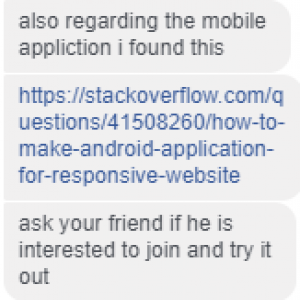 also regarding the mobile
appliction i found this
https://stackoverflow.com/q
uestions/41508260/how-to-
make-android-application-
for-responsive-website
ask your friend if he is
interested to join and try it
out